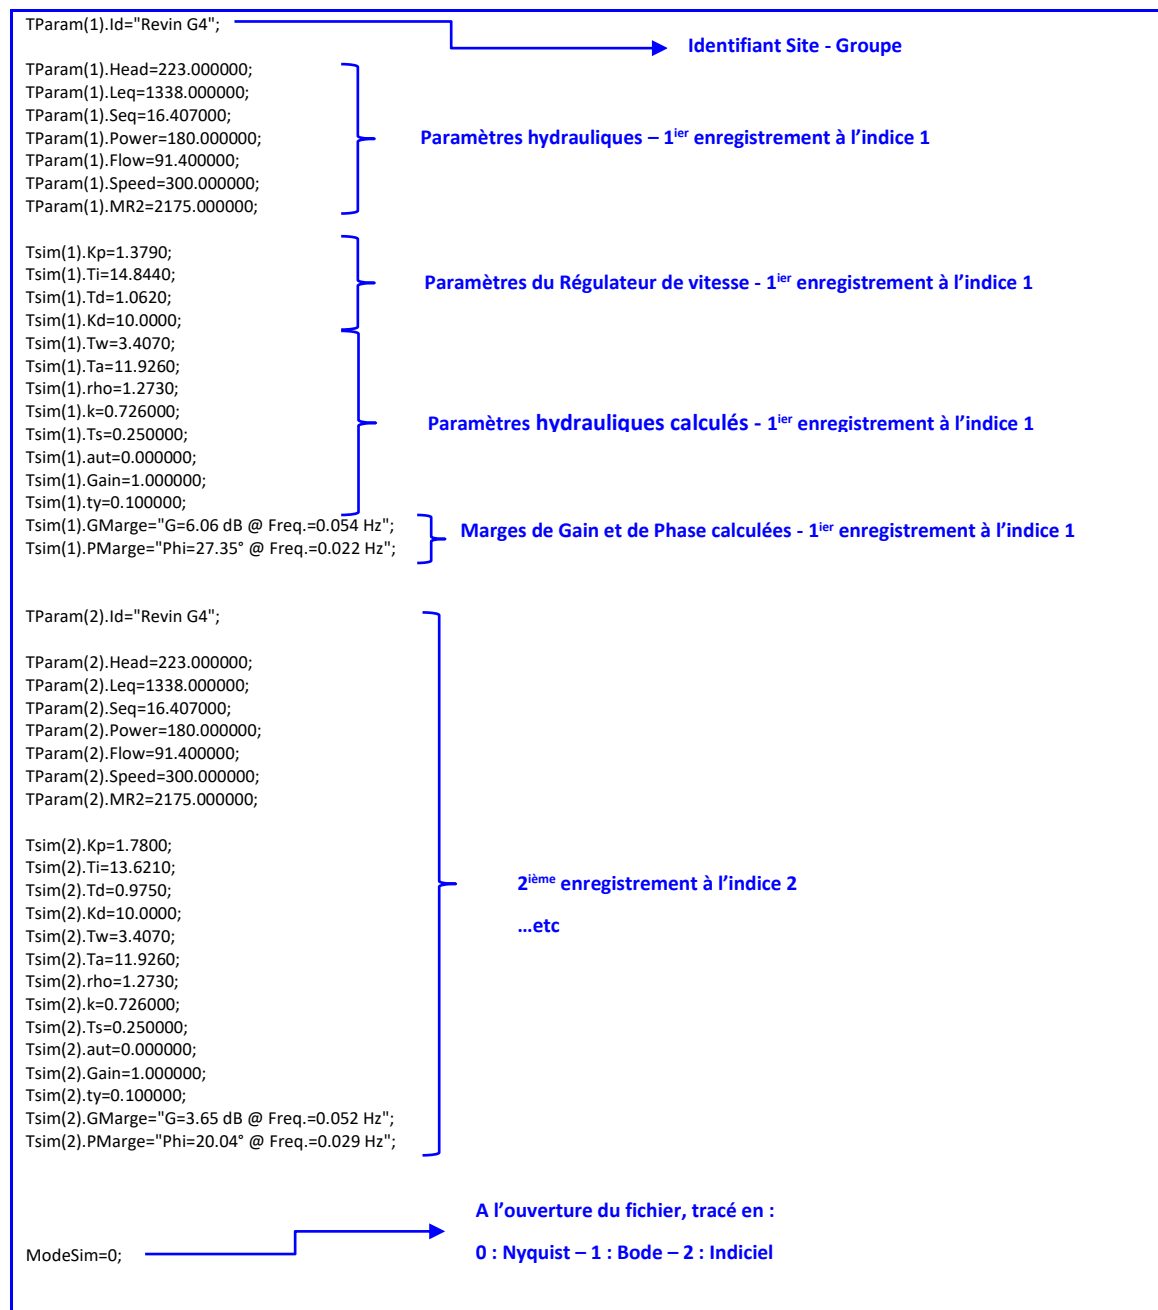 TParam(1).Id="Revin G4";
Identifiant Site - Groupe
TParam(1).Head=223.000000;
TParam(1).Leq=1338.000000;
TParam(1).Seq=16.407000;
TParam(1).Power=180.000000;
Paramètres hydrauliques – 1ier enregistrement à l'indice 1
TParam(1).Flow=91.400000;
TParam(1).Speed=300.000000;
TParam(1).MR2=2175.000000;
Tsim(1).Kp=1.3790;
Tsim(1).Ti=14.8440;
Paramètres du Régulateur de vitesse - 1ier enregistrement à l'indice 1
Tsim(1).Td=1.0620;
Tsim(1).Kd=10.0000;
Tsim(1).Tw=3.4070;
Tsim(1).Ta=11.9260;
Tsim(1).rho=1.2730;
Tsim(1).k=0.726000;
Paramètres hydrauliques calculés - 1ier enregistrement à l'indice 1
Tsim(1).Ts=0.250000;
Tsim(1).aut=0.000000;
Tsim(1).Gain=1.000000;
Tsim(1).ty=0.100000;
Tsim(1).GMarge="G=6.06 dB @ Freq.=0.054 Hz";
Marges de Gain et de Phase calculées - 1ier enregistrement à l'indice 1
Tsim(1).PMarge="Phi=27.35° @ Freq.=0.022 Hz";
TParam(2).Id="Revin G4";
TParam(2).Head=223.000000;
TParam(2).Leq=1338.000000;
TParam(2).Seq=16.407000;
TParam(2).Power=180.000000;
TParam(2).Flow=91.400000;
TParam(2).Speed=300.000000;
TParam(2).MR2=2175.000000;
Tsim(2).Kp=1.7800;
Tsim(2).Ti=13.6210;
Tsim(2).Td=0.9750;
2ième enregistrement à l'indice 2
Tsim(2).Kd=10.0000;
...etc
Tsim(2).Tw=3.4070;
Tsim(2).Ta=11.9260;
Tsim(2).rho=1.2730;
Tsim(2).k=0.726000;
Tsim(2).Ts=0.250000;
Tsim(2).aut=0.000000;
Tsim(2).Gain=1.000000;
Tsim(2).ty=0.100000;
Tsim(2).GMarge="G=3.65 dB @ Freq.=0.052 Hz";
Tsim(2).PMarge="Phi=20.04° @ Freq.=0.029 Hz";
A l'ouverture du fichier, tracé en :
ModeSim=0;
0 : Nyquist – 1 : Bode – 2 : Indiciel